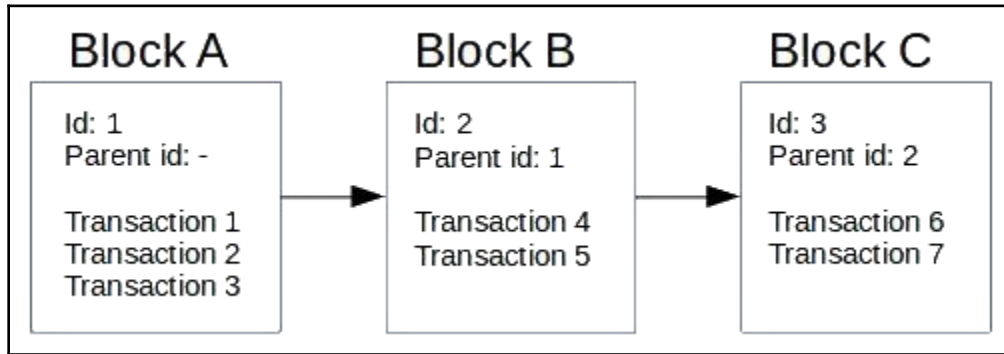 Block A
Id: 1
Parent id: -
Transaction 1
Transaction 2
Transaction 3
Block B
Id: 2
Parent id: 1
Transaction 4
Transaction 5
Block C
Id: 3
Parent id: 2
Transaction 6
Transaction 7